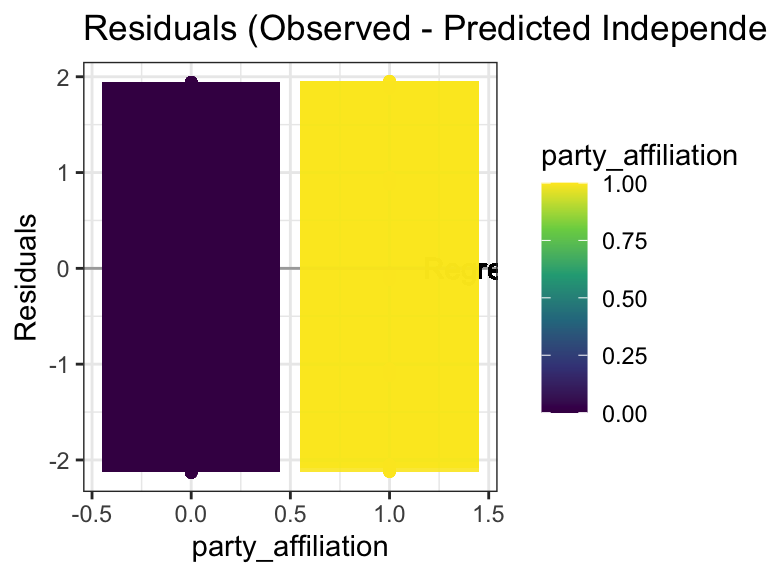 Residuals (Observed - Predicted Independe
2
1
0
-1
-2
Residuals
Regre
-0.5 0.0 0.5 1.0 1.5
party_affiliation
party_affiliation
1.00
0.75
0.50
0.25
0.00